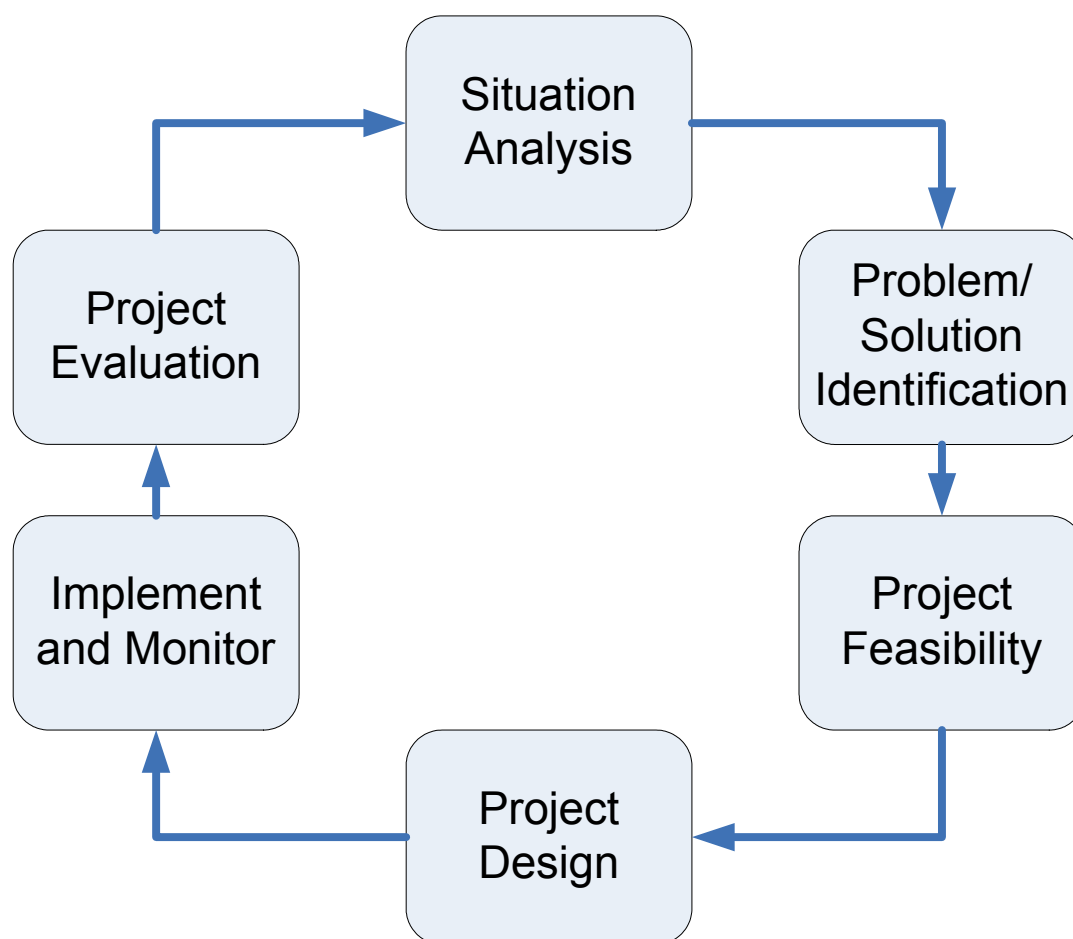 Situation
Analysis
Problem/
Solution
Identification
Project
Feasibility
Project
Design
Implement
and Monitor
Project
Evaluation